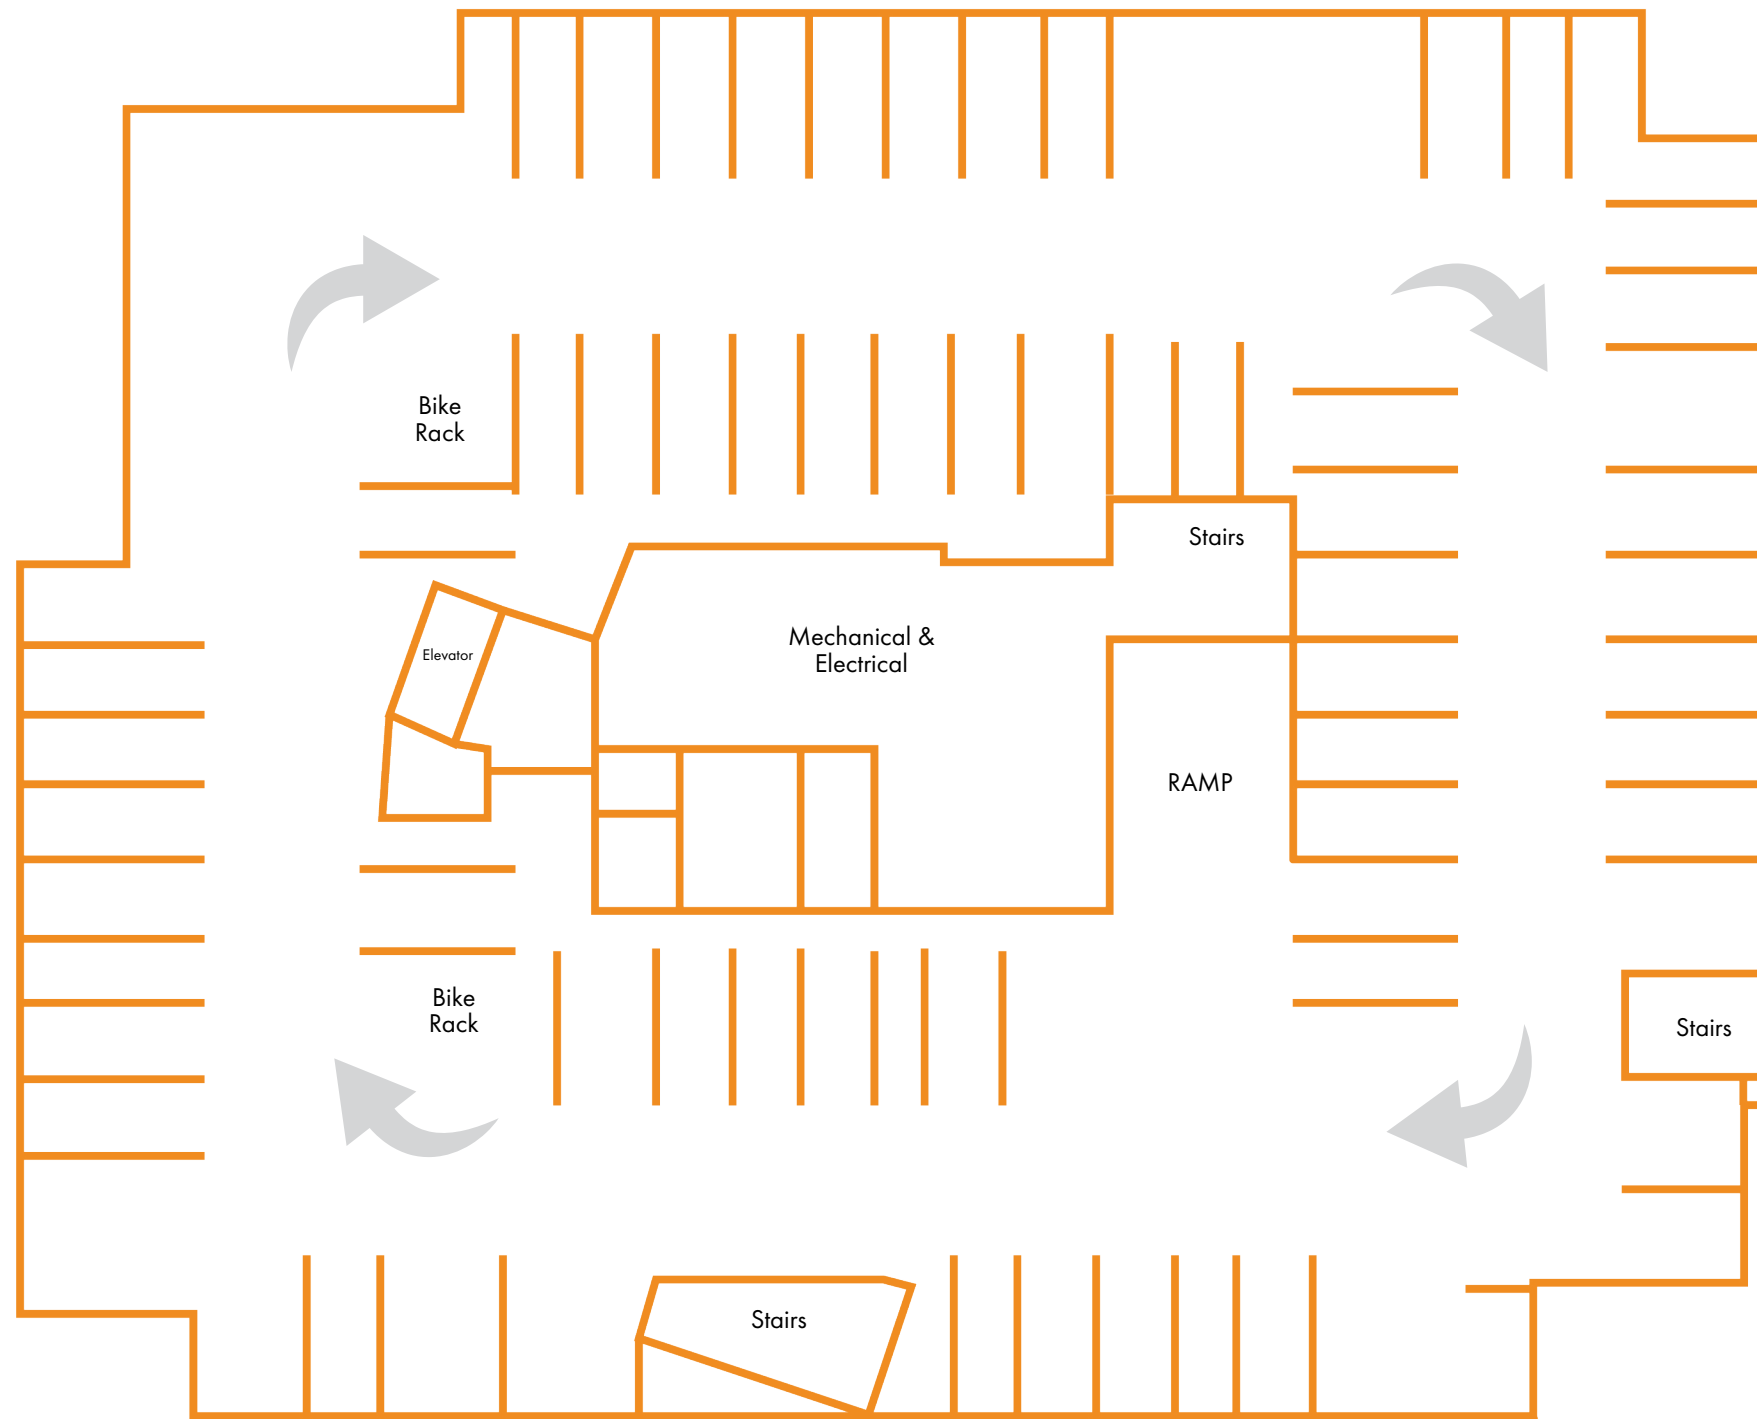 Bike
Rack
Stairs
Mechanical &
Electrical
Elevator
RAMP
Bike
Rack
Stairs
Stairs